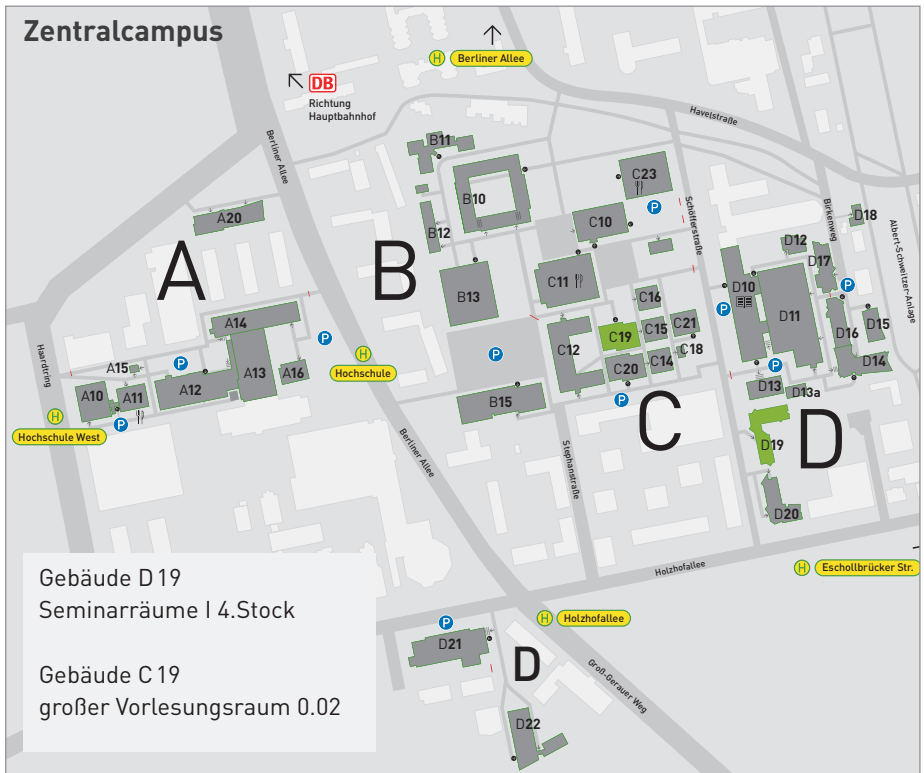 Zentralcampus
H Berliner Allee
DB
Richtung
Hauptbahnhof
Berliner Allee
Havelstraße
B11
C23
A20
B10
C10
P
Schöfferstraße
Birkenweg
D18
B12
D12
D17
Albert-Schweitzer-Anlage
A
B
B13
C11
C16
D10
P
D11
P
A14
C19
C15
C21
D16
D15
Haardring
P
H
Hochschule
P
C12
C18
A15
P
A13
A16
C20
C14
D14
A10
A11
A12
P
D13
D13a
H
Hochschule West
P
B15
P
C
D19
D
Berliner Allee
Stephanstraße
D20
Holzhofallee
H Eschollbrücker Str.
Gebäude D19
Seminarräume I 4.Stock
Gebäude C19
großer Vorlesungsraum 0.02
P
H Holzhofallee
D21
D
Groß-Gerauer Weg
D22